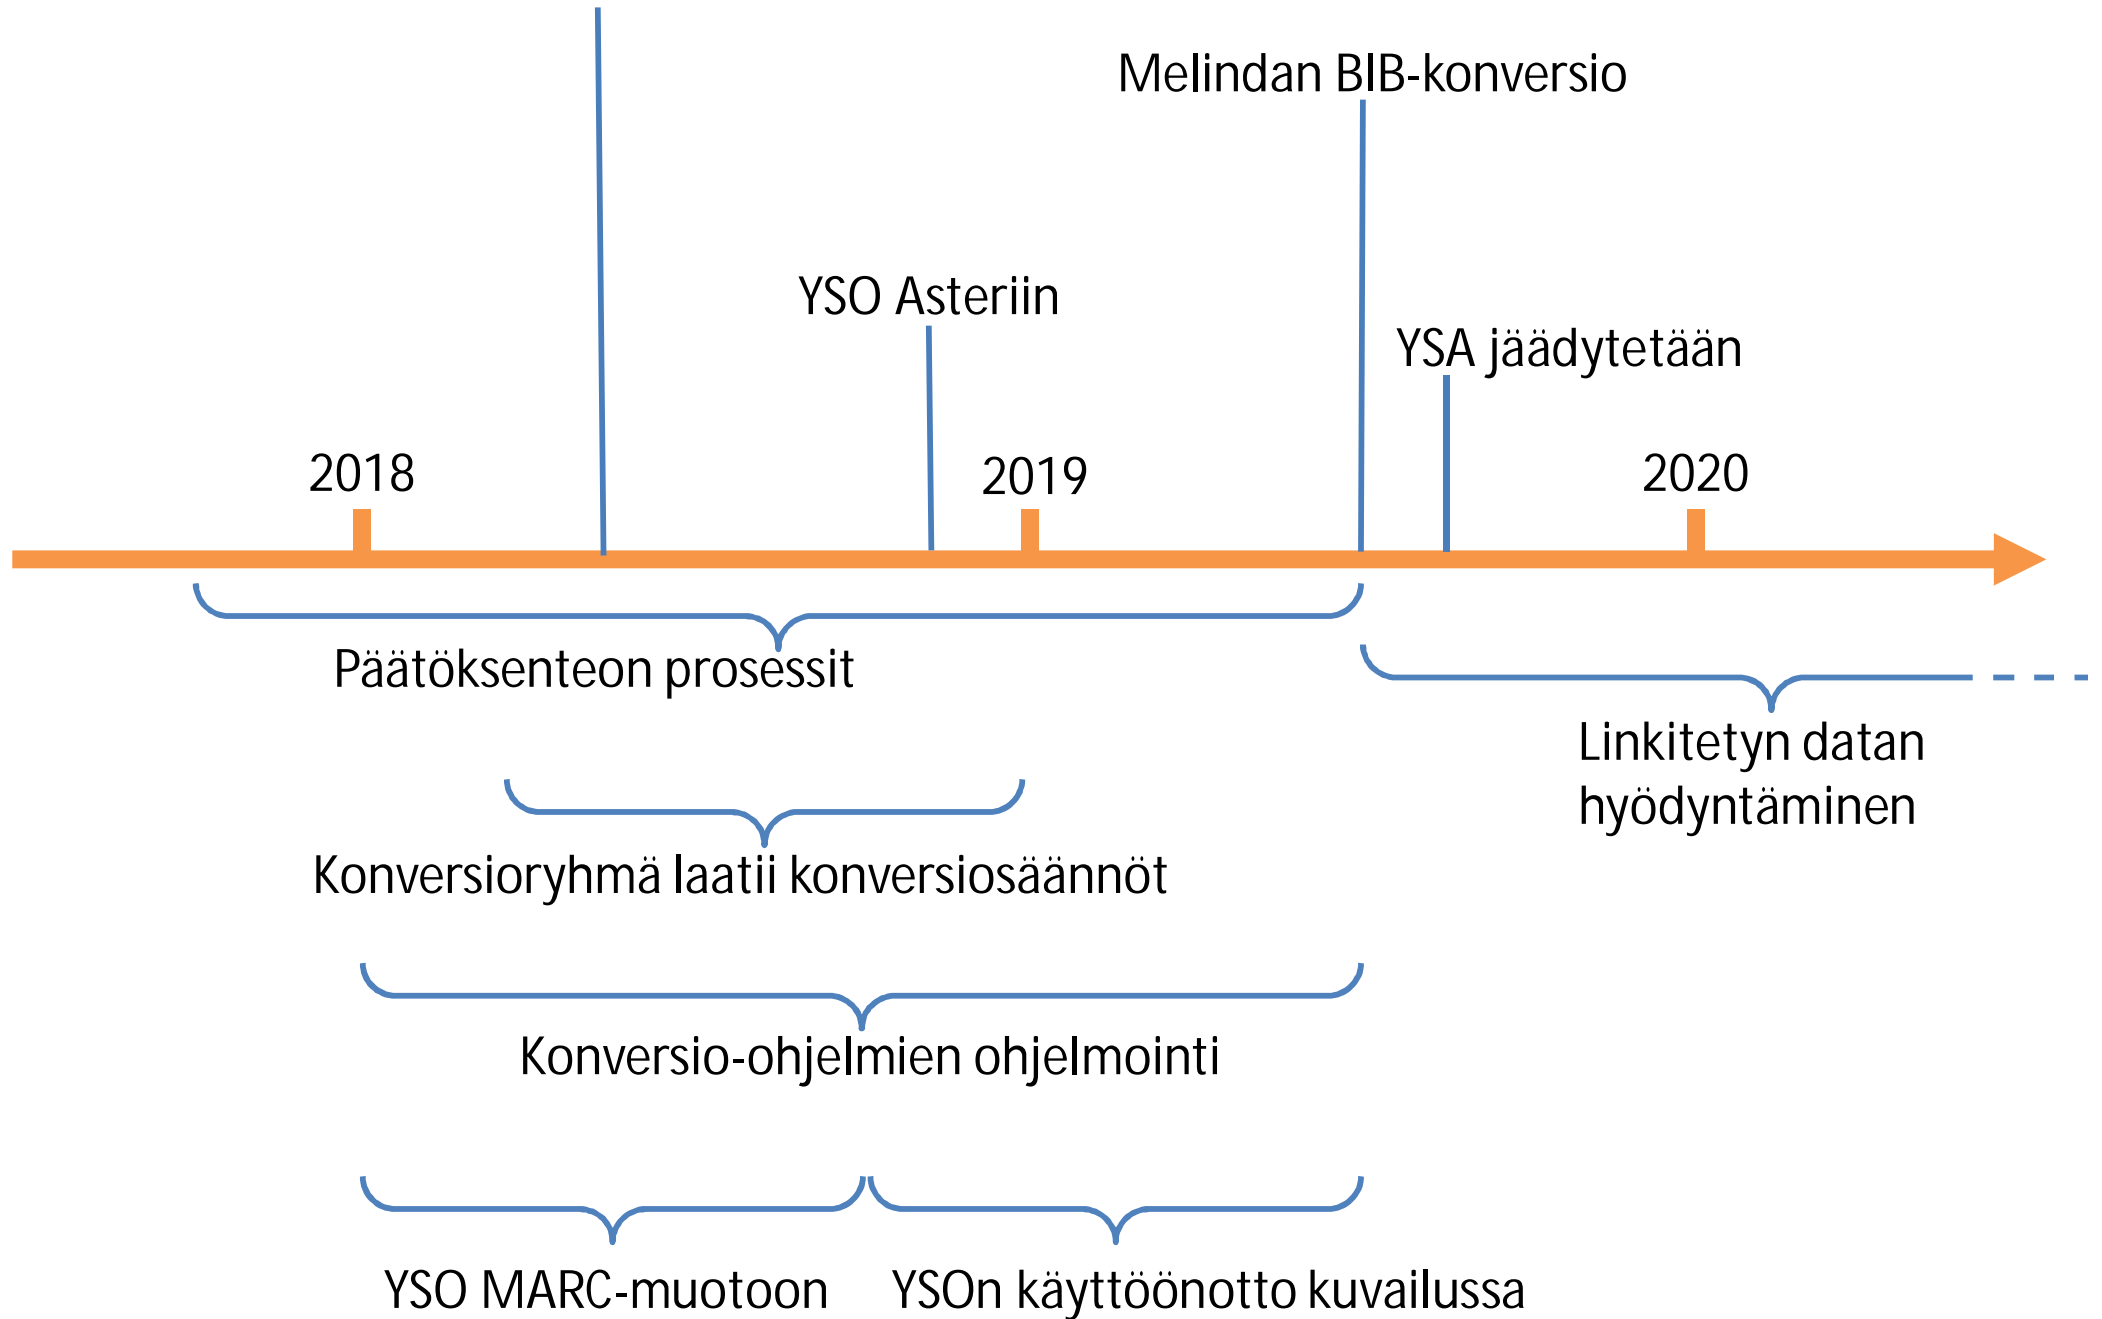 Melindan BIB-konversio
YSO Asteriin
YSA jäädytetään
2018
2019
2020
Päätöksenteon prosessit
Linkitetyn datan
hyödyntäminen
Konversioryhmä laatii konversiosäännöt
Konversio-ohjelmien ohjelmointi
YSO MARC-muotoon
YSOn käyttöönotto kuvailussa